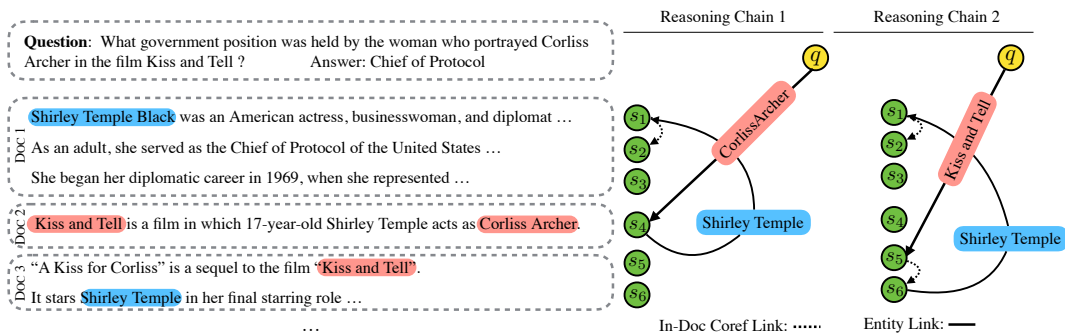 Question: What government position was held by the woman who portrayed Corliss
Archer in the film Kiss and Tell ? Answer: Chief of Protocol
DOC 1
Shirley Temple Black was an American actress, businesswoman, and diplomat …
As an adult, she served as the Chief of Protocol of the United States …
She began her diplomatic career in 1969, when she represented …
DOC 2
Kiss and Tell is a film in which 17-year-old Shirley Temple acts as Corliss Archer.
DOC 3
“A Kiss for Corliss” is a sequel to the film “Kiss and Tell”.
It stars Shirley Temple in her final starring role …
…
Reasoning Chain 1
q
CorlissArcher
s1
s2
s3
s4
s5
s6
Shirley Temple
Reasoning Chain 2
q
Kiss and Tell
s1
s2
s3
s4
s5
s6
Shirley Temple
In-Doc Coref Link:
Entity Link: